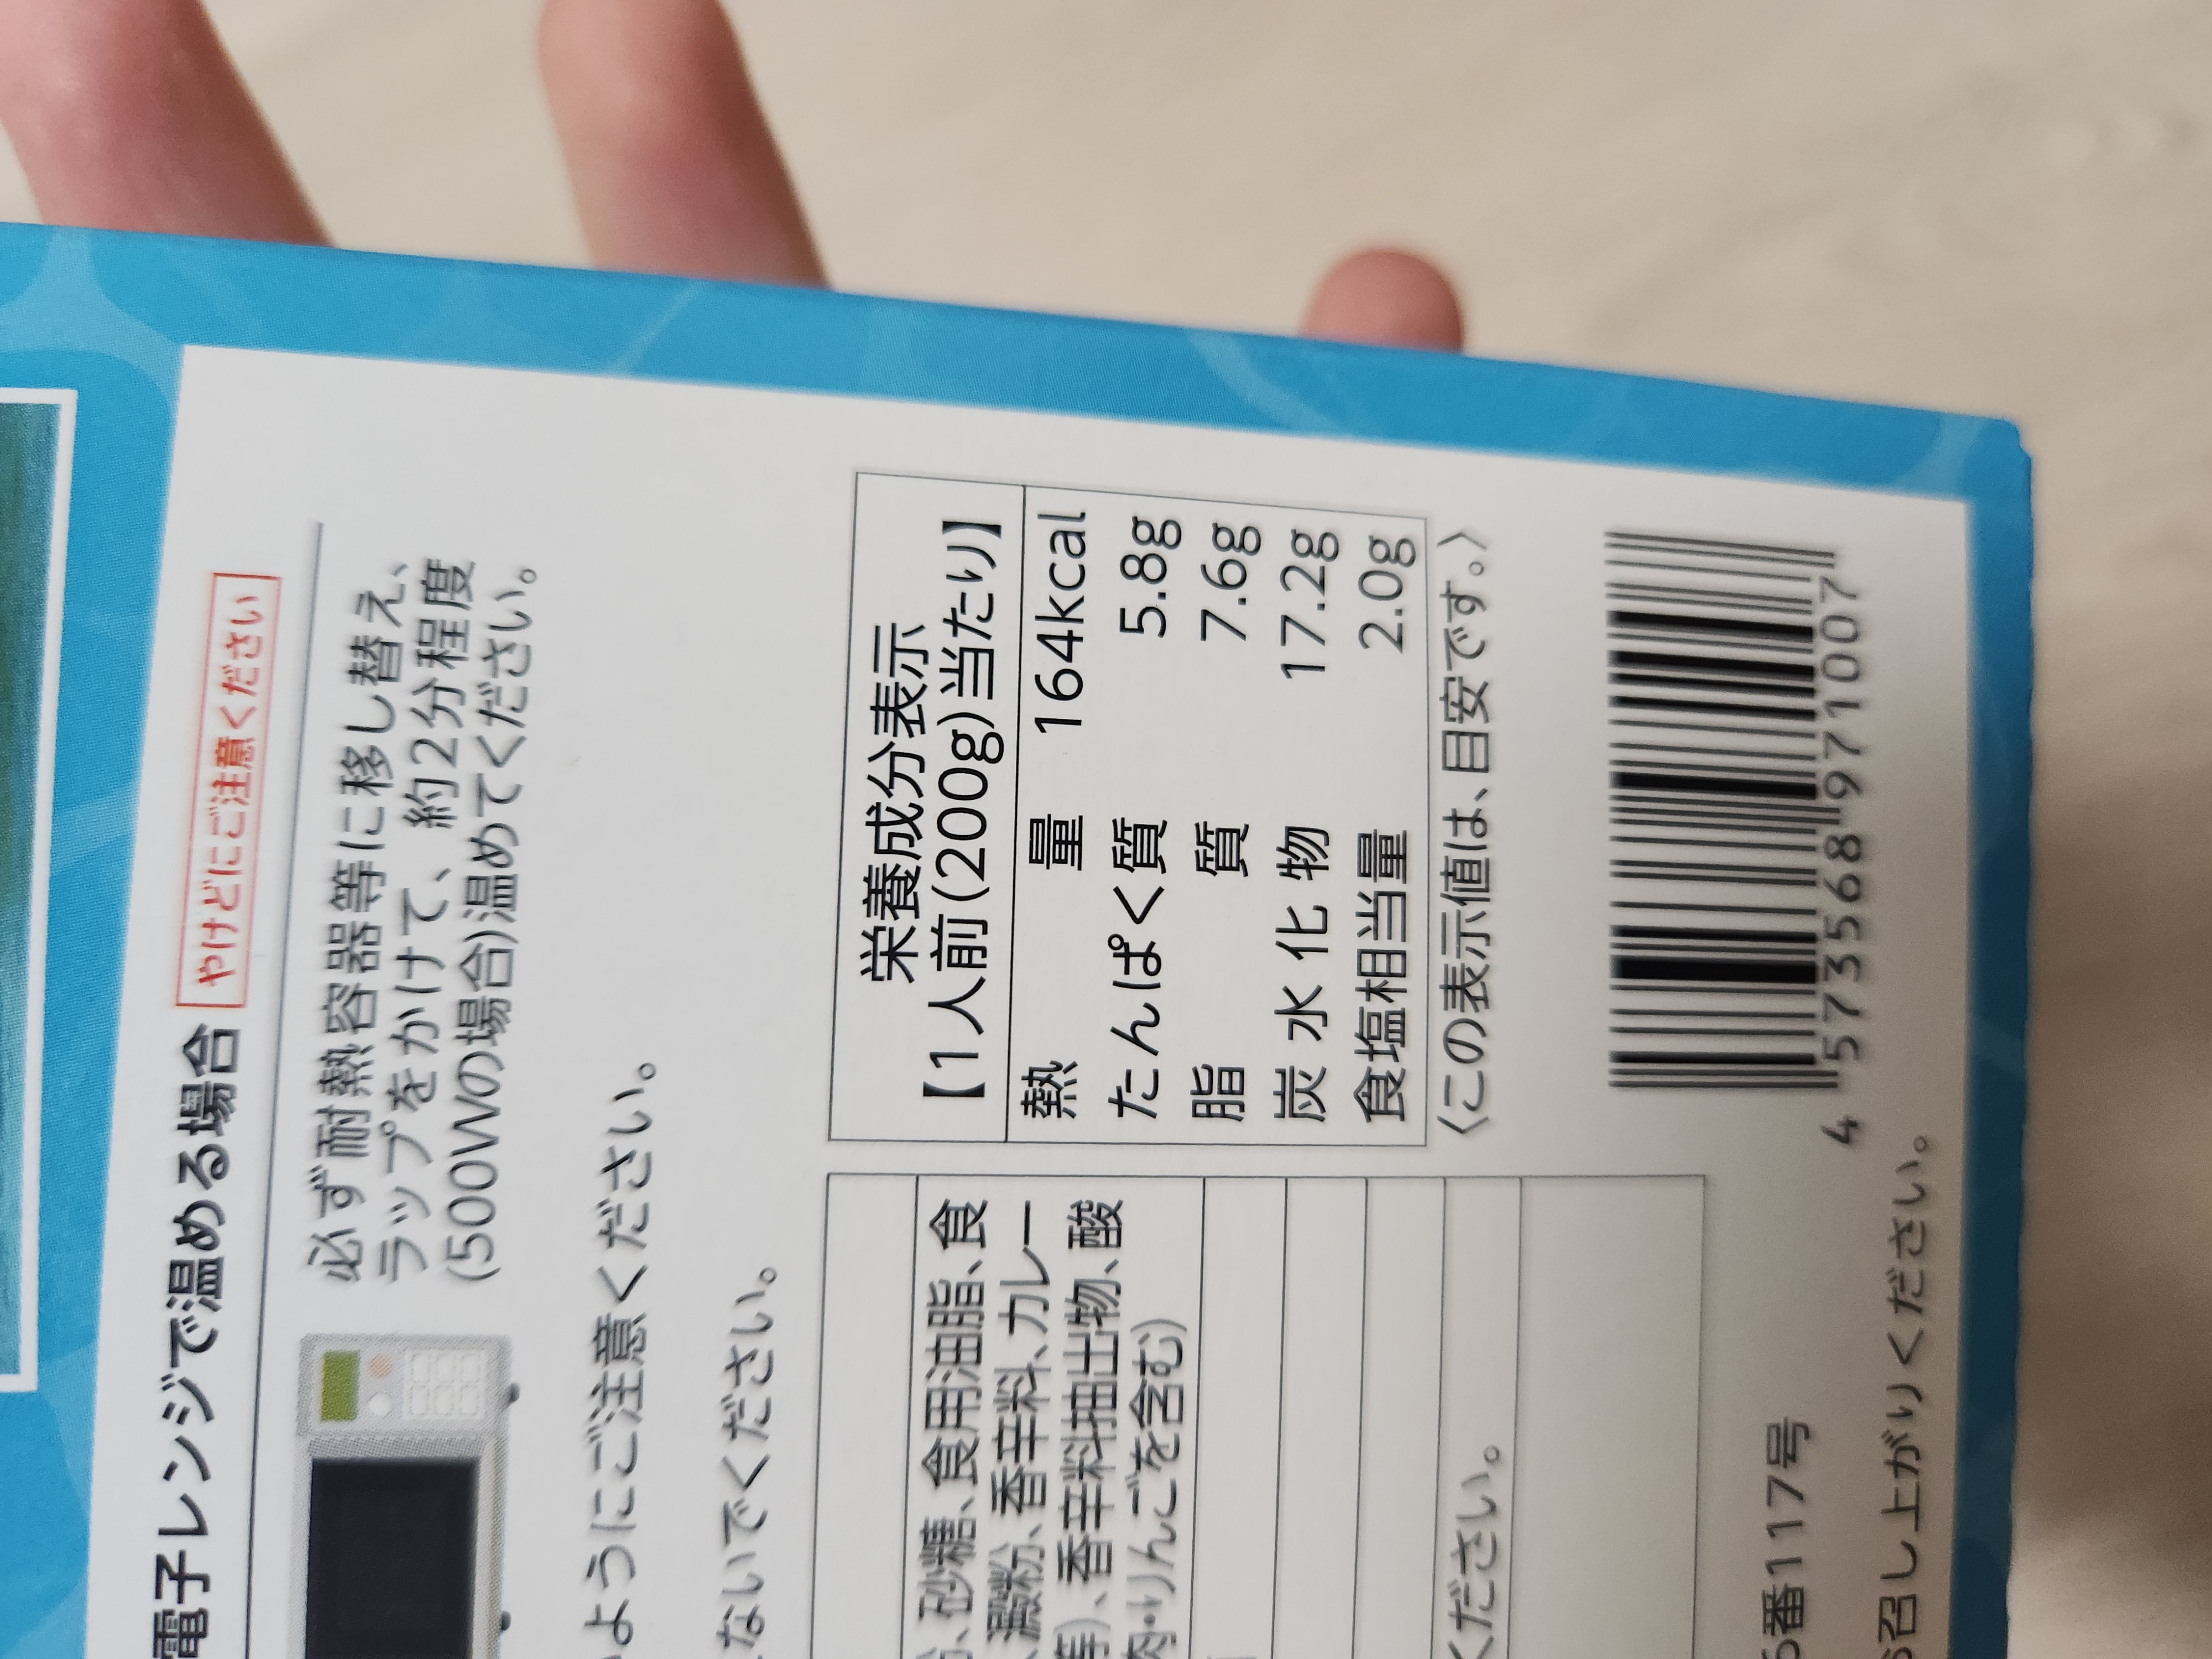 電子レンジで温める場合 やけどにご注意ください
必ず耐熱容器等に移し替え、
ラップをかけて、約2分程度
(500Wの場合)温めてください。
ようにご注意ください。
ないでください。
栄養成分表示
【1人前(200g)当たり】
熱量 164kcal
たんぱく質 5.8g
脂質 7.6g
炭水化物 17.2g
食塩相当量 2.0g
〈この表示値は、目安です。〉
、砂糖、食用油脂、食
、澱粉、香辛料、カレー
等)、香辛料抽出物、酸
肉・りんごを含む)
ください。
4 573568 971007
6番117号
召し上がりください。